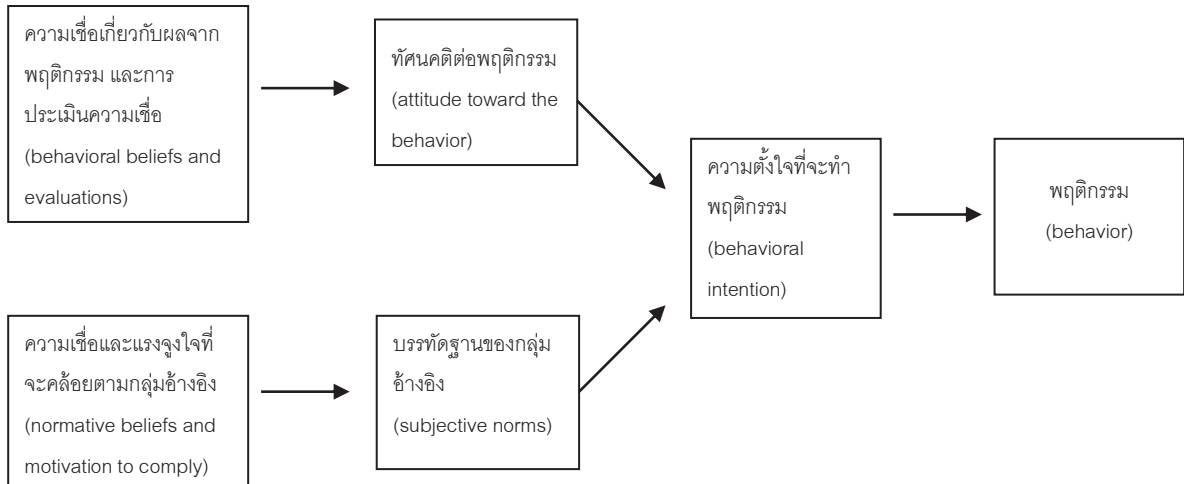 ความเชื่อเกี่ยวกับผลจาก
พฤติกรรม และการ
ประเมินความเชื่อ
(behavioral beliefs and
evaluations)
ทัศนคติต่อพฤติกรรม
(attitude toward the
behavior)
ความเชื่อและแรงจูงใจที่
จะคล้อยตามกลุ่มอ้างอิง
(normative beliefs and
motivation to comply)
บรรทัดฐานของกลุ่ม
อ้างอิง
(subjective norms)
ความตั้งใจที่จะทำ
พฤติกรรม
(behavioral
intention)
พฤติกรรม
(behavior)